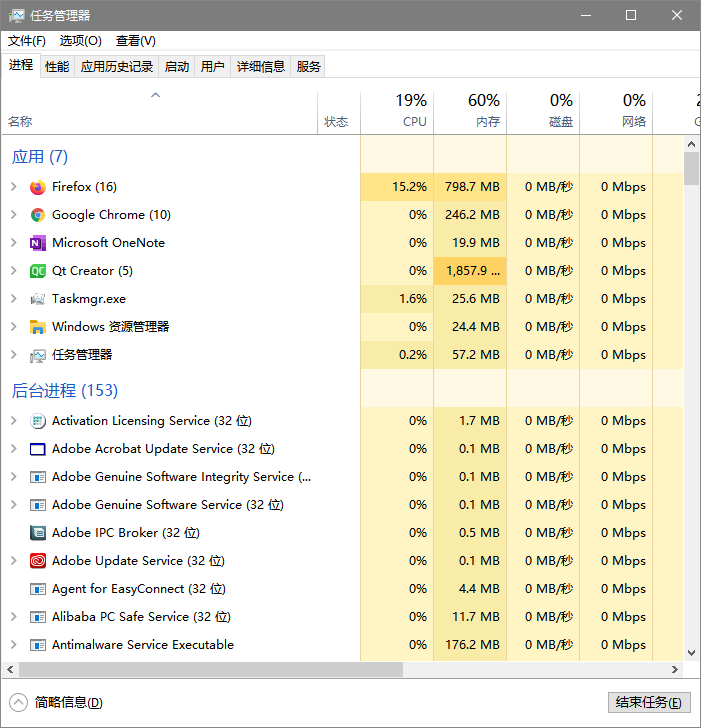 任务管理器
文件(F) 选项(O) 查看(V)
进程 性能 应用历史记录 启动 用户 详细信息 服务
19% 60% 0% 0%
名称 状态 CPU 内存 磁盘 网络
应用 (7)
Firefox (16) 15.2% 798.7 MB 0 MB/秒 0 Mbps
Google Chrome (10) 0% 246.2 MB 0 MB/秒 0 Mbps
Microsoft OneNote 0% 19.9 MB 0 MB/秒 0 Mbps
Qt Creator (5) 0% 1,857.9 ... 0 MB/秒 0 Mbps
Taskmgr.exe 1.6% 25.6 MB 0 MB/秒 0 Mbps
Windows 资源管理器 0% 24.4 MB 0 MB/秒 0 Mbps
任务管理器 0.2% 57.2 MB 0 MB/秒 0 Mbps
后台进程 (153)
Activation Licensing Service (32 位) 0% 1.7 MB 0 MB/秒 0 Mbps
Adobe Acrobat Update Service (32 位) 0% 0.1 MB 0 MB/秒 0 Mbps
Adobe Genuine Software Integrity Service (... 0% 0.1 MB 0 MB/秒 0 Mbps
Adobe Genuine Software Service (32 位) 0% 0.1 MB 0 MB/秒 0 Mbps
Adobe IPC Broker (32 位) 0% 0.5 MB 0 MB/秒 0 Mbps
Adobe Update Service (32 位) 0% 0.1 MB 0 MB/秒 0 Mbps
Agent for EasyConnect (32 位) 0% 4.4 MB 0 MB/秒 0 Mbps
Alibaba PC Safe Service (32 位) 0% 11.7 MB 0 MB/秒 0 Mbps
Antimalware Service Executable 0% 176.2 MB 0 MB/秒 0 Mbps
简略信息(D) 结束任务(E)